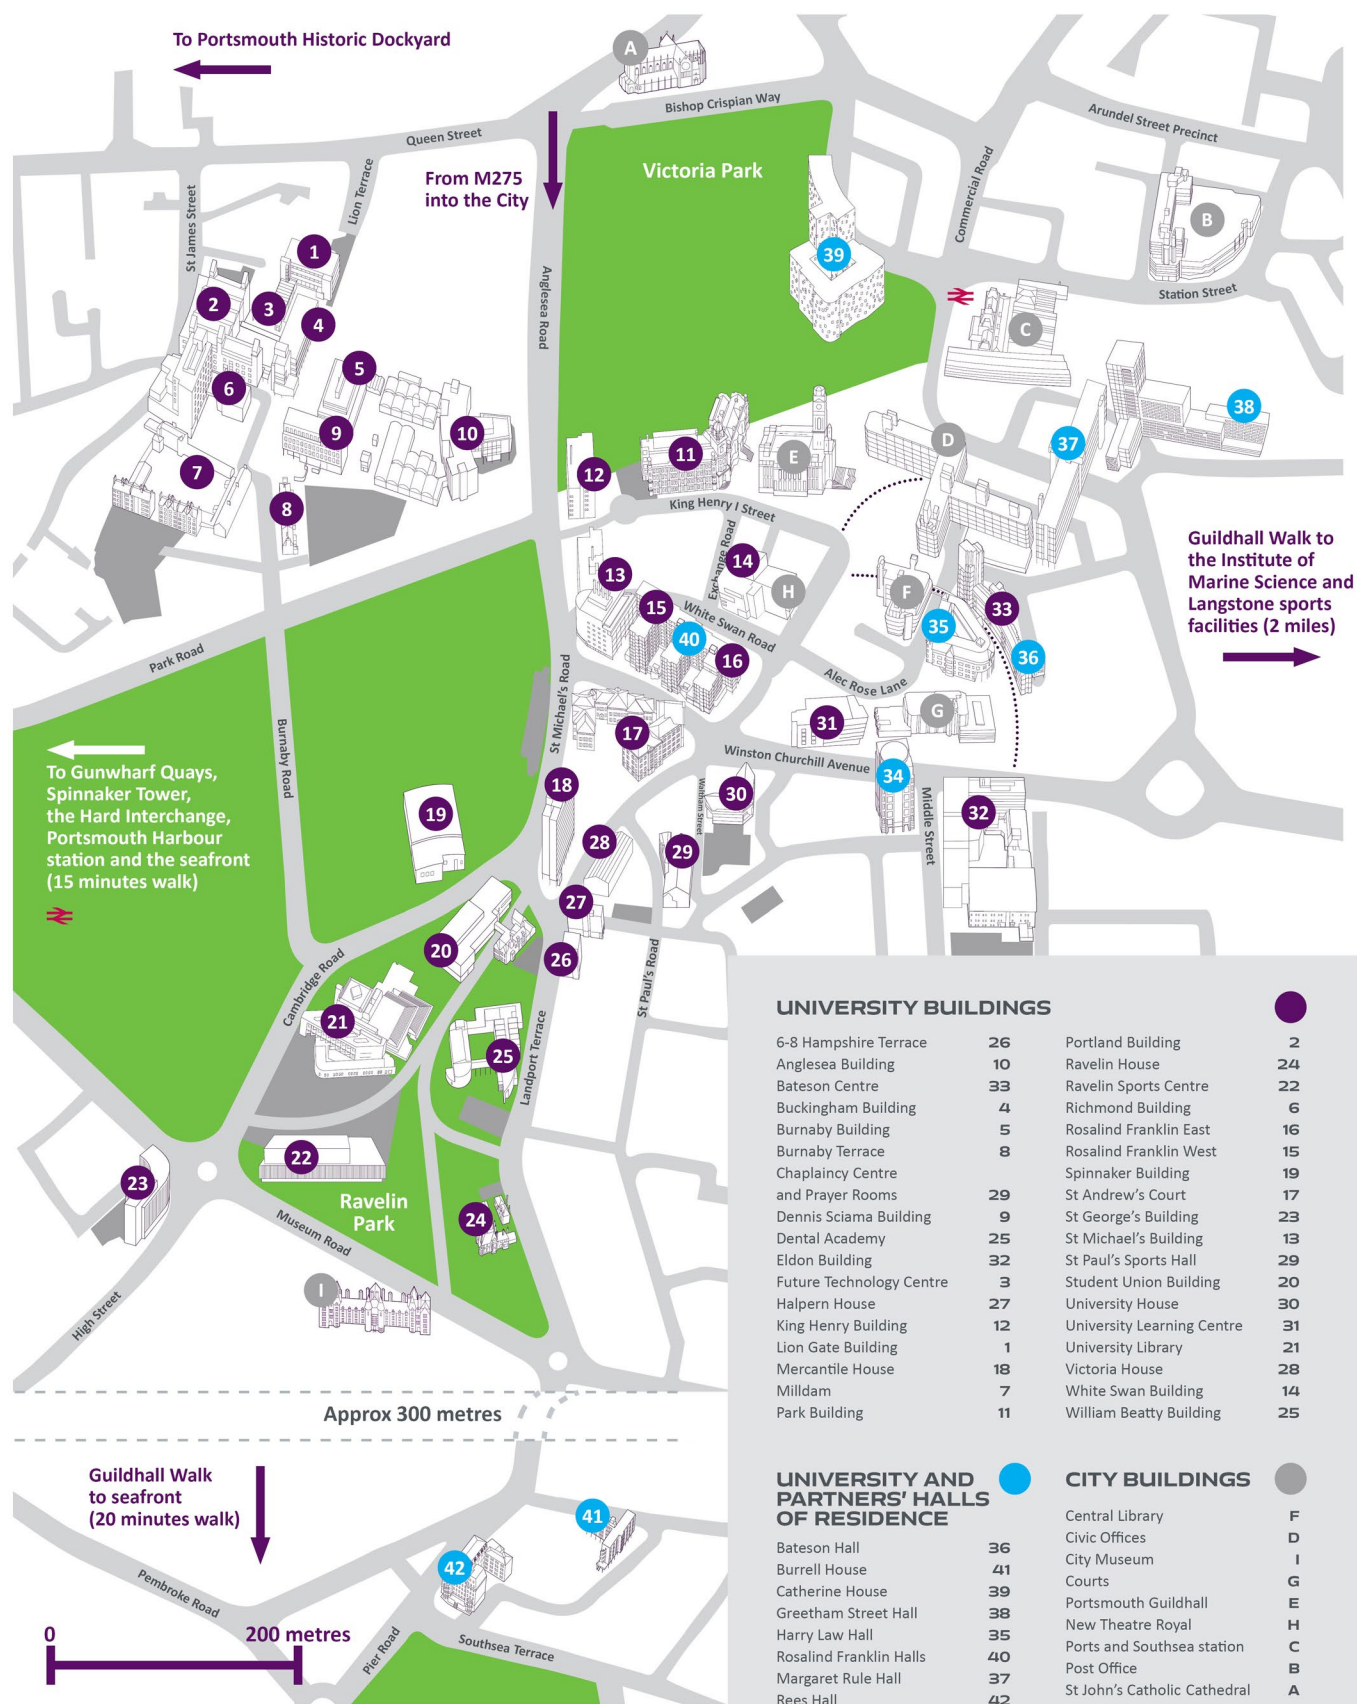 To Portsmouth Historic Dockyard
A
Bishop Crispian Way
Arundel Street Precinct
Queen Street
From M275
into the City
Victoria Park
Commercial Road
Lion Terrace
St James Street
B
1
39
2
3
4
Anglesea Road
Station Street
C
5
6
38
9
10
D
37
11
E
7
12
8
King Henry I Street
Guildhall Walk to
the Institute of
Marine Science and
Langstone sports
facilities (2 miles)
Exchange Road
14
13
H
F
33
15
White Swan Road
35
40
16
36
Park Road
St Michael's Road
Alec Rose Lane
G
31
17
Burnaby Road
Winston Churchill Avenue
To Gunwharf Quays,
Spinnaker Tower,
the Hard Interchange,
Portsmouth Harbour
station and the seafront
(15 minutes walk)
18
34
Waltham Street
30
19
Middle Street
32
28
29
27
20
26
Cambridge Road
St Paul's Road
21
25
Landport Terrace
22
23
Ravelin
Park
24
Museum Road
I
High Street
Approx 300 metres
Guildhall Walk
to seafront
(20 minutes walk)
41
42
Pembroke Road
0
200 metres
Pier Road
Southsea Terrace
UNIVERSITY BUILDINGS
6-8 Hampshire Terrace 26
Anglesea Building 10
Bateson Centre 33
Buckingham Building 4
Burnaby Building 5
Burnaby Terrace 8
Chaplaincy Centre
and Prayer Rooms 29
Dennis Sciama Building 9
Dental Academy 25
Eldon Building 32
Future Technology Centre 3
Halpern House 27
King Henry Building 12
Lion Gate Building 1
Mercantile House 18
Milldam 7
Park Building 11
Portland Building 2
Ravelin House 24
Ravelin Sports Centre 22
Richmond Building 6
Rosalind Franklin East 16
Rosalind Franklin West 15
Spinnaker Building 19
St Andrew's Court 17
St George's Building 23
St Michael's Building 13
St Paul's Sports Hall 29
Student Union Building 20
University House 30
University Learning Centre 31
University Library 21
Victoria House 28
White Swan Building 14
William Beatty Building 25
UNIVERSITY AND
PARTNERS' HALLS
OF RESIDENCE
Bateson Hall 36
Burrell House 41
Catherine House 39
Greetham Street Hall 38
Harry Law Hall 35
Rosalind Franklin Halls 40
Margaret Rule Hall 37
Rees Hall 42
CITY BUILDINGS
Central Library F
Civic Offices D
City Museum I
Courts G
Portsmouth Guildhall E
New Theatre Royal H
Ports and Southsea station C
Post Office B
St John's Catholic Cathedral A